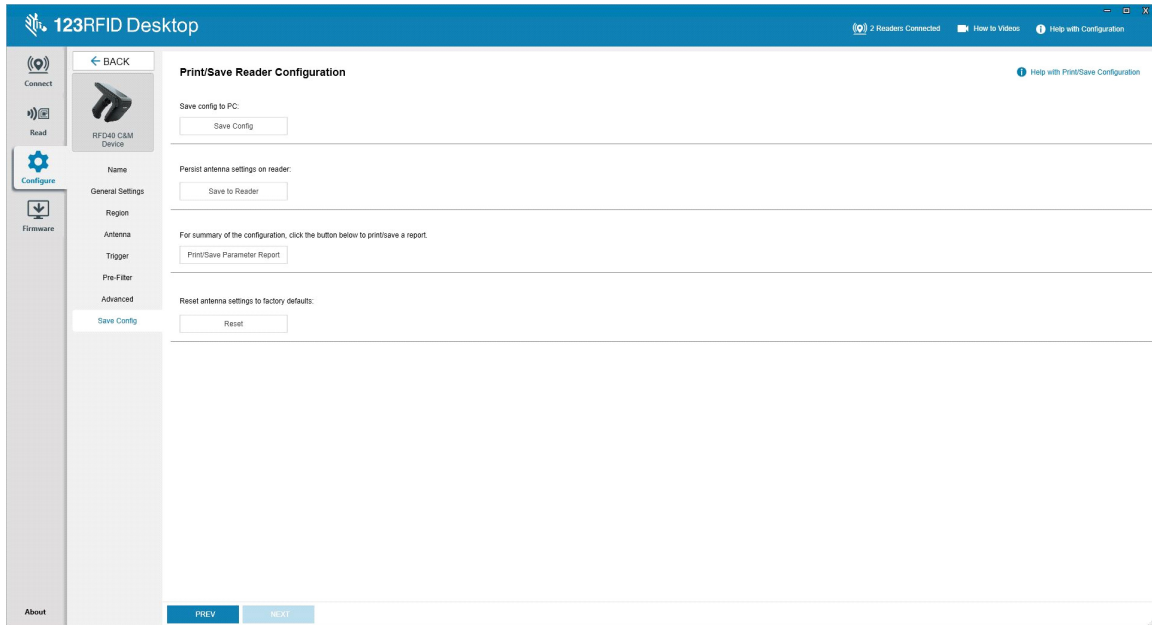 123RFID Desktop
2 Readers Connected
How to Videos
Help with Configuration
Connect
Read
Configure
Firmware
About
BACK
RFD40 C&M
Device
Name
General Settings
Region
Antenna
Trigger
Pre-Filter
Advanced
Save Config
Print/Save Reader Configuration
Help with Print/Save Configuration
Save config to PC:
Save Config
Persist antenna settings on reader:
Save to Reader
For summary of the configuration, click the button below to print/save a report.
Print/Save Parameter Report
Reset antenna settings to factory defaults:
Reset
PREV
NEXT